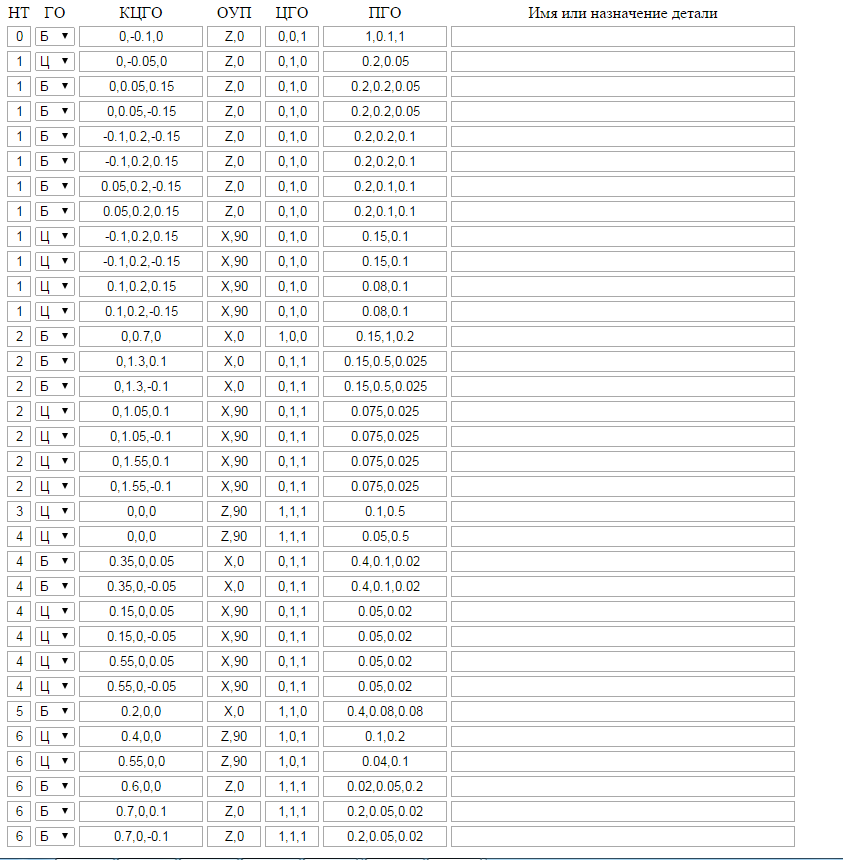 НТ ГО КЦГО ОУП ЦГО ПГО Имя или назначение детали
0 Б 0,-0.1,0 Z,0 0,0,1 1,0.1,1
1 Ц 0,-0.05,0 Z,0 0,1,0 0.2,0.05
1 Б 0,0.05,0.15 Z,0 0,1,0 0.2,0.2,0.05
1 Б 0,0.05,-0.15 Z,0 0,1,0 0.2,0.2,0.05
1 Б -0.1,0.2,-0.15 Z,0 0,1,0 0.2,0.2,0.1
1 Б -0.1,0.2,0.15 Z,0 0,1,0 0.2,0.2,0.1
1 Б 0.05,0.2,-0.15 Z,0 0,1,0 0.2,0.1,0.1
1 Б 0.05,0.2,0.15 Z,0 0,1,0 0.2,0.1,0.1
1 Ц -0.1,0.2,0.15 X,90 0,1,0 0.15,0.1
1 Ц -0.1,0.2,-0.15 X,90 0,1,0 0.15,0.1
1 Ц 0.1,0.2,0.15 X,90 0,1,0 0.08,0.1
1 Ц 0.1,0.2,-0.15 X,90 0,1,0 0.08,0.1
2 Б 0,0.7,0 X,0 1,0,0 0.15,1,0.2
2 Б 0,1.3,0.1 X,0 0,1,1 0.15,0.5,0.025
2 Б 0,1.3,-0.1 X,0 0,1,1 0.15,0.5,0.025
2 Ц 0,1.05,0.1 X,90 0,1,1 0.075,0.025
2 Ц 0,1.05,-0.1 X,90 0,1,1 0.075,0.025
2 Ц 0,1.55,0.1 X,90 0,1,1 0.075,0.025
2 Ц 0,1.55,-0.1 X,90 0,1,1 0.075,0.025
3 Ц 0,0,0 Z,90 1,1,1 0.1,0.5
4 Ц 0,0,0 Z,90 1,1,1 0.05,0.5
4 Б 0.35,0,0.05 X,0 0,1,1 0.4,0.1,0.02
4 Б 0.35,0,-0.05 X,0 0,1,1 0.4,0.1,0.02
4 Ц 0.15,0,0.05 X,90 0,1,1 0.05,0.02
4 Ц 0.15,0,-0.05 X,90 0,1,1 0.05,0.02
4 Ц 0.55,0,0.05 X,90 0,1,1 0.05,0.02
4 Ц 0.55,0,-0.05 X,90 0,1,1 0.05,0.02
5 Б 0.2,0,0 X,0 1,1,0 0.4,0.08,0.08
6 Ц 0.4,0,0 Z,90 1,0,1 0.1,0.2
6 Ц 0.55,0,0 Z,90 1,0,1 0.04,0.1
6 Б 0.6,0,0 Z,0 1,1,1 0.02,0.05,0.2
6 Б 0.7,0,0.1 Z,0 1,1,1 0.2,0.05,0.02
6 Б 0.7,0,-0.1 Z,0 1,1,1 0.2,0.05,0.02